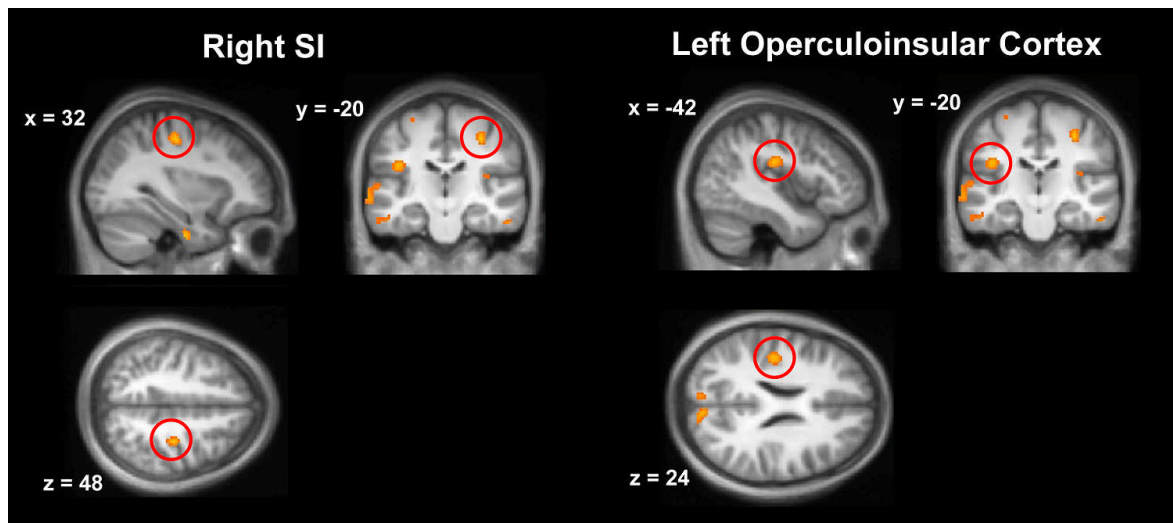 Right SI
x = 32
y = -20
z = 48
Left Operculoinsular Cortex
x = -42
y = -20
z = 24